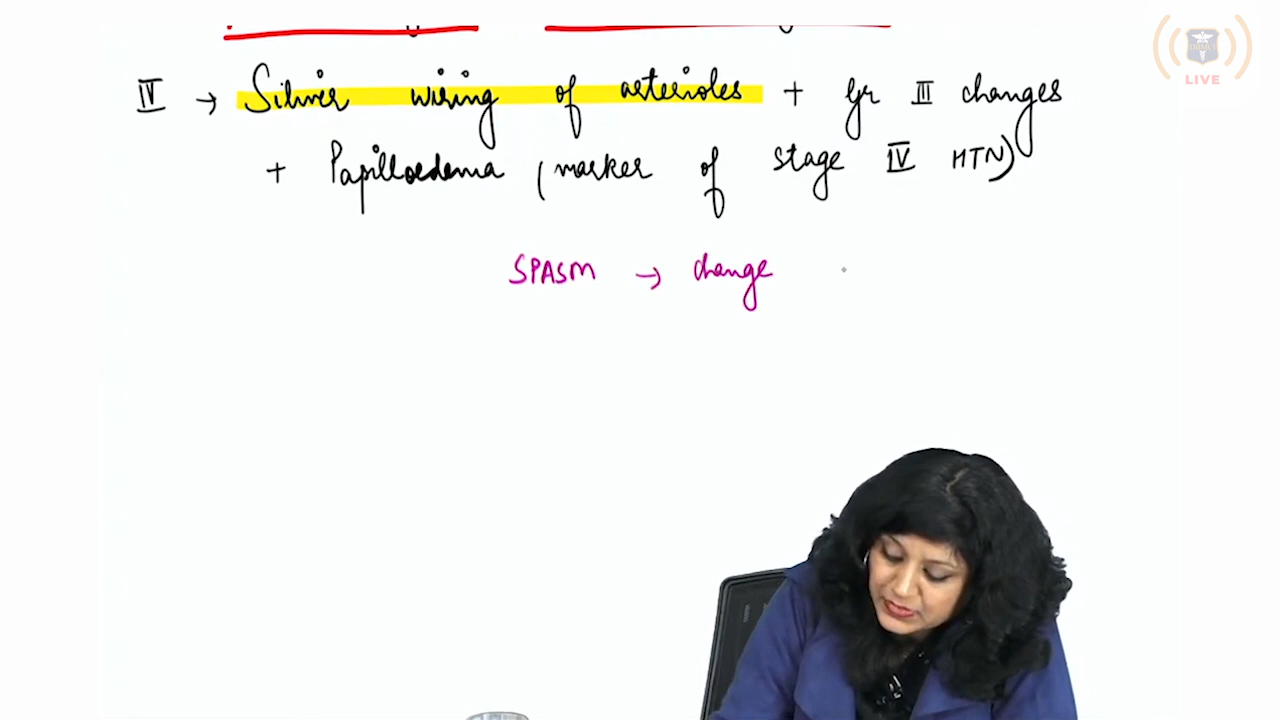 LIVE
IV → Silver wiring of arterioles + Gr III changes
+ Papilloedema (marker of stage IV HTN)
SPASM → change